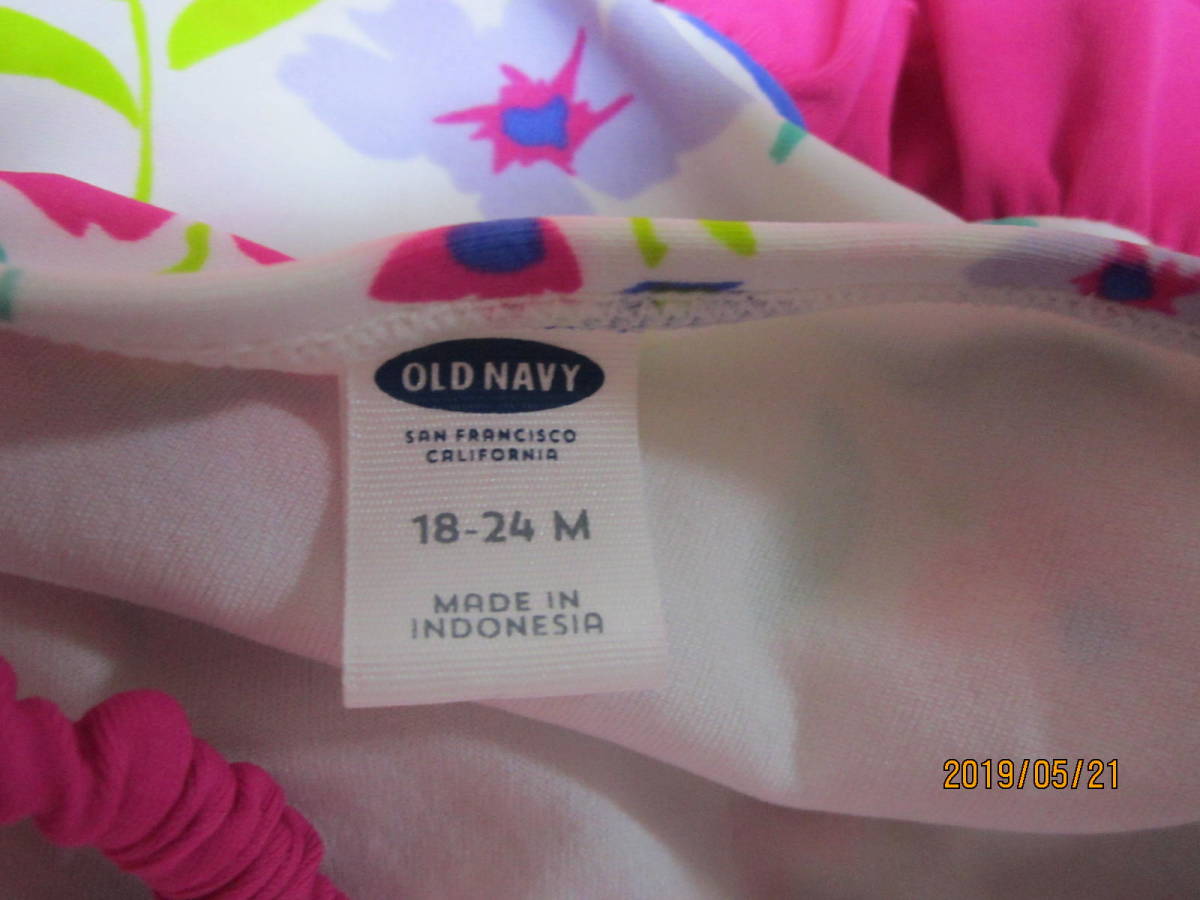 OLD NAVY
SAN FRANCISCO
CALIFORNIA
18-24 M
MADE IN
INDONESIA
2019/05/21